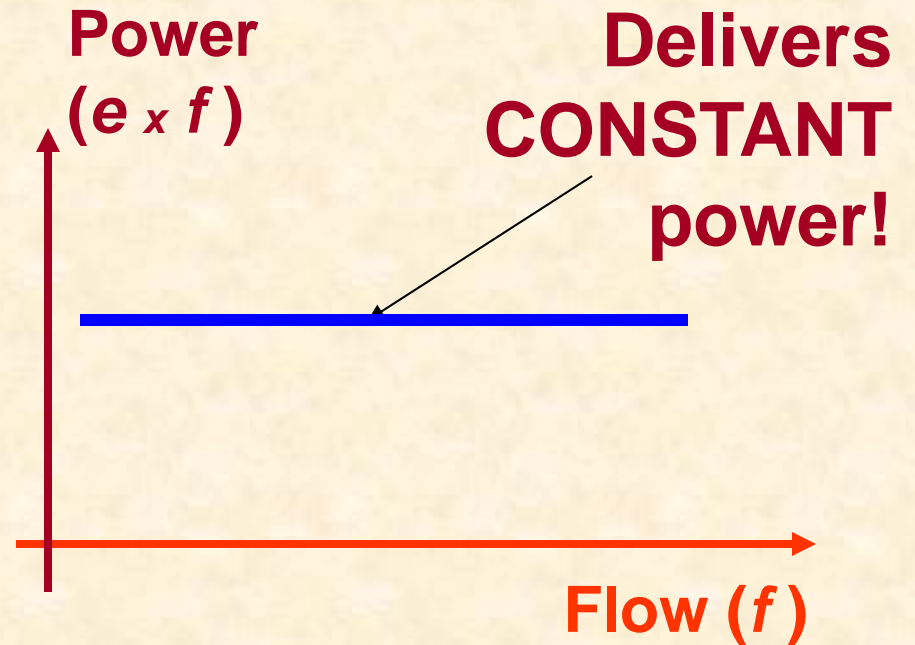 Power
(e x f )
Delivers
CONSTANT
power!
Flow (f )